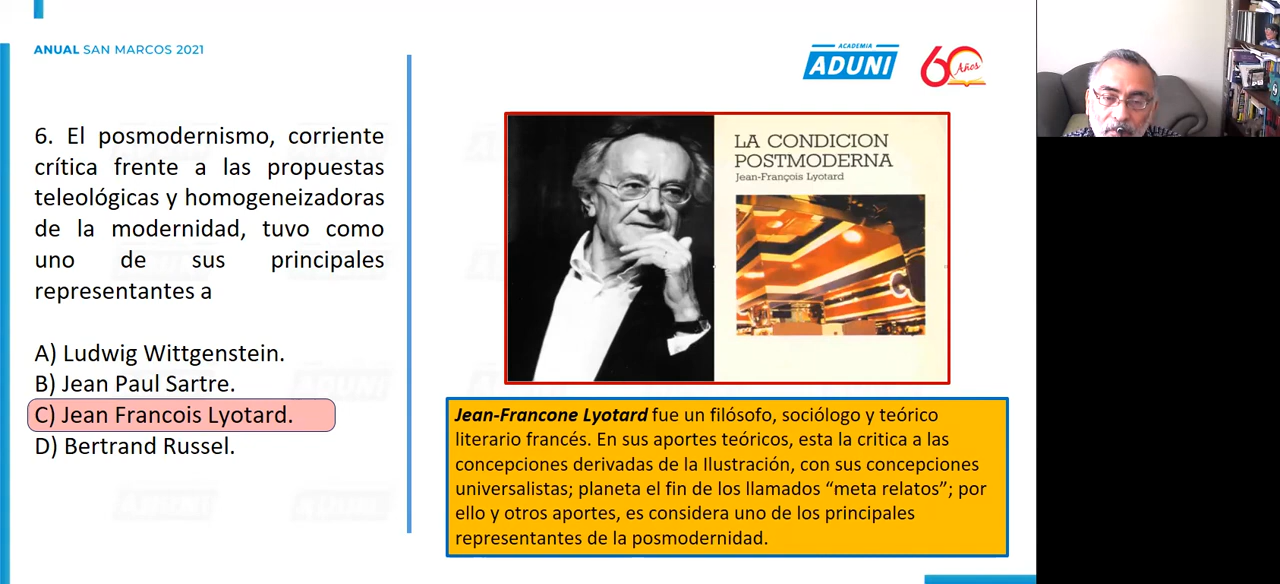 ANUAL SAN MARCOS 2021
ACADEMIA
ADUNI
60 Años
6. El posmodernismo, corriente
crítica frente a las propuestas
teleológicas y homogeneizadoras
de la modernidad, tuvo como
uno de sus principales
representantes a
A) Ludwig Wittgenstein.
B) Jean Paul Sartre.
C) Jean Francois Lyotard.
D) Bertrand Russel.
LA CONDICION
POSTMODERNA
Jean-François Lyotard
Jean-Francone Lyotard fue un filósofo, sociólogo y teórico
literario francés. En sus aportes teóricos, esta la critica a las
concepciones derivadas de la Ilustración, con sus concepciones
universalistas; planeta el fin de los llamados “meta relatos”; por
ello y otros aportes, es considera uno de los principales
representantes de la posmodernidad.